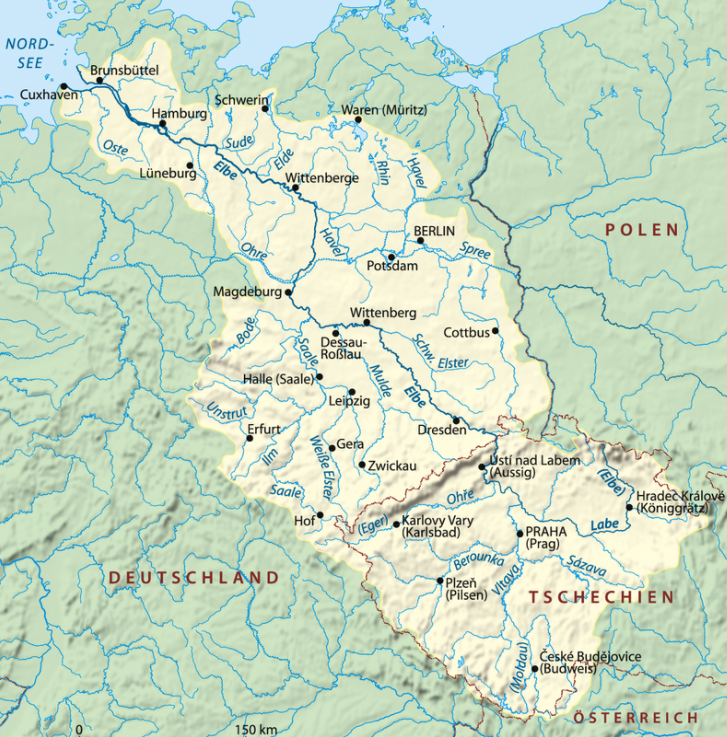 NORD-
SEE
Brunsbüttel
Cuxhaven
Schwerin
Waren (Müritz)
Hamburg
Oste
Sude
Elde
Rhin
Havel
Lüneburg
Elbe
Wittenberge
BERLIN
POLEN
Havel
Spree
Ohre
Potsdam
Magdeburg
Wittenberg
Bode
Dessau-
Roßlau
Cottbus
Schw. Elster
Saale
Halle (Saale)
Mulde
Elbe
Leipzig
Unstrut
Erfurt
Dresden
Gera
Ilm
Weiße Elster
Zwickau
Ústí nad Labem
(Aussig)
(Elbe)
Saale
Ohře
Hradec Králové
(Königgrätz)
Hof
(Eger)
Karlovy Vary
(Karlsbad)
Labe
PRAHA
(Prag)
Berounka
Sázava
DEUTSCHLAND
Plzeň
(Pilsen)
Vltava
TSCHECHIEN
České Budějovice
(Budweis)
(Moldau)
ÖSTERREICH
0
150 km